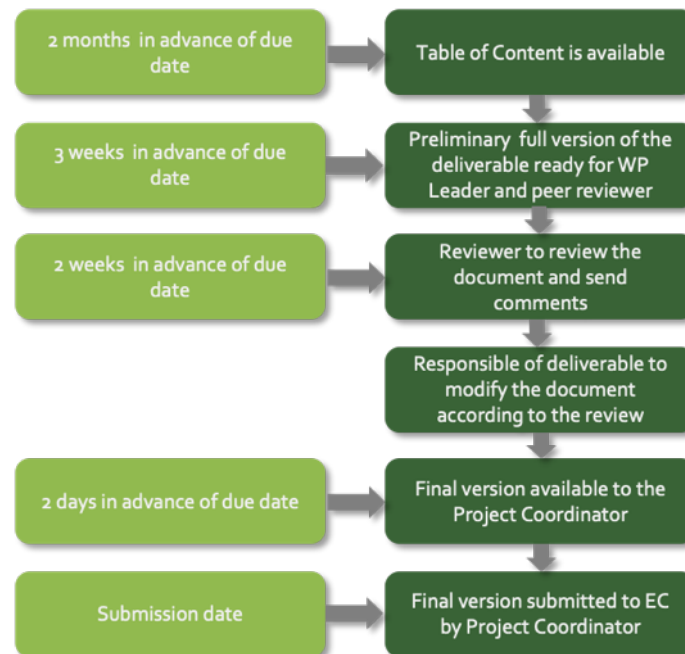 2 months in advance of due
date
Table of Content is available
3 weeks in advance of due
date
Preliminary full version of the
deliverable ready for WP
Leader and peer reviewer
2 weeks in advance of due
date
Reviewer to review the
document and send
comments
Responsible of deliverable to
modify the document
according to the review
2 days in advance of due date
Final version available to the
Project Coordinator
Submission date
Final version submitted to EC
by Project Coordinator